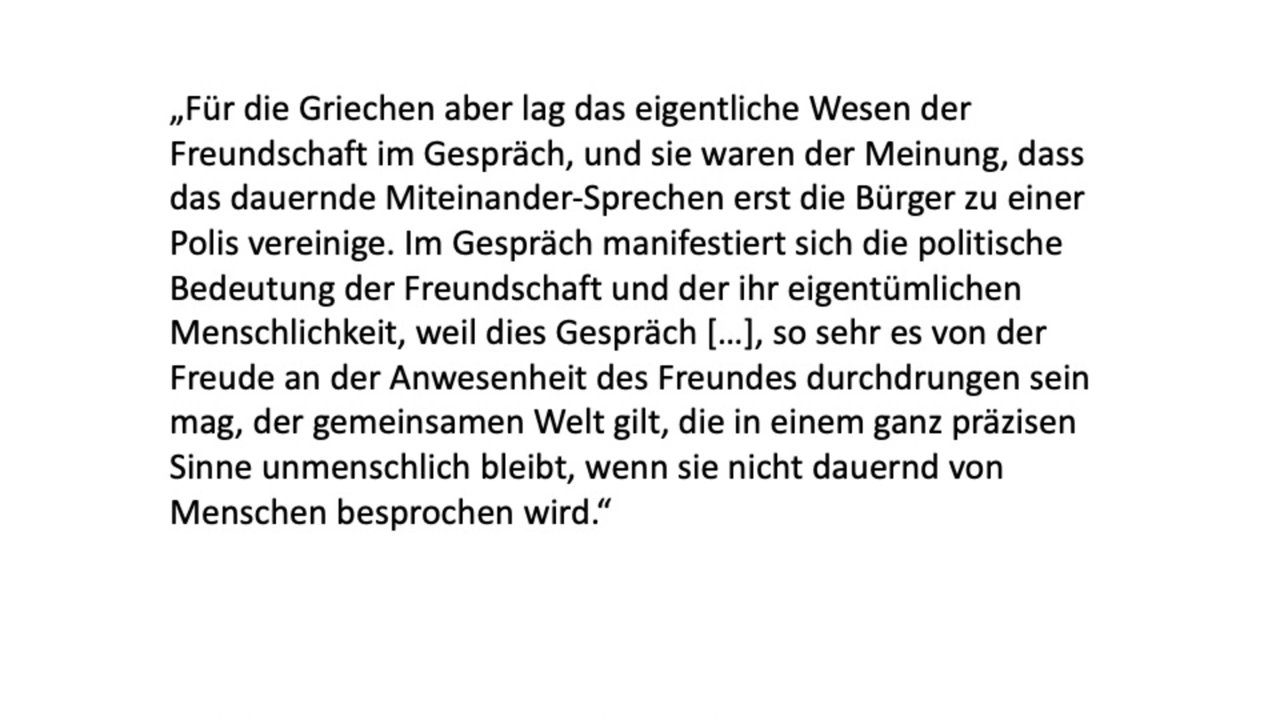 „Für die Griechen aber lag das eigentliche Wesen der
Freundschaft im Gespräch, und sie waren der Meinung, dass
das dauernde Miteinander-Sprechen erst die Bürger zu einer
Polis vereinige. Im Gespräch manifestiert sich die politische
Bedeutung der Freundschaft und der ihr eigentümlichen
Menschlichkeit, weil dies Gespräch […], so sehr es von der
Freude an der Anwesenheit des Freundes durchdrungen sein
mag, der gemeinsamen Welt gilt, die in einem ganz präzisen
Sinne unmenschlich bleibt, wenn sie nicht dauernd von
Menschen besprochen wird.“